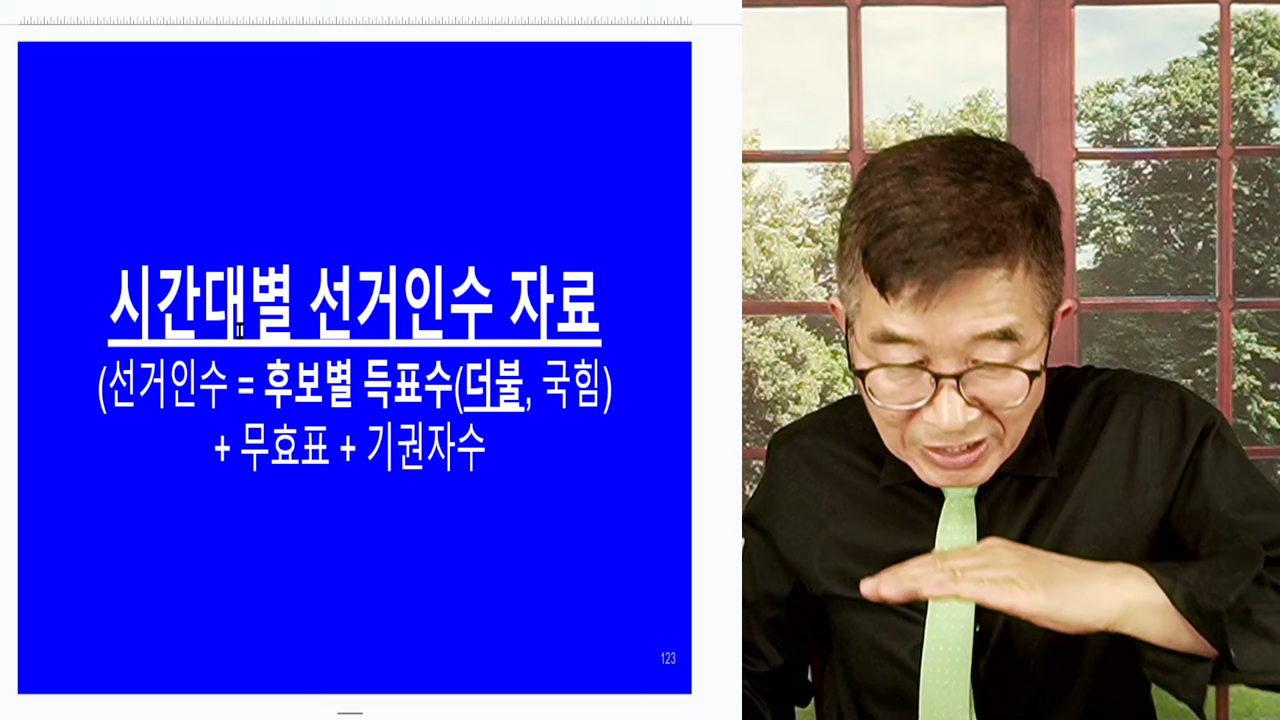 시간대별 선거인수 자료
(선거인수 = 후보별 득표수(더불, 국힘)
+ 무효표 + 기권자수
123